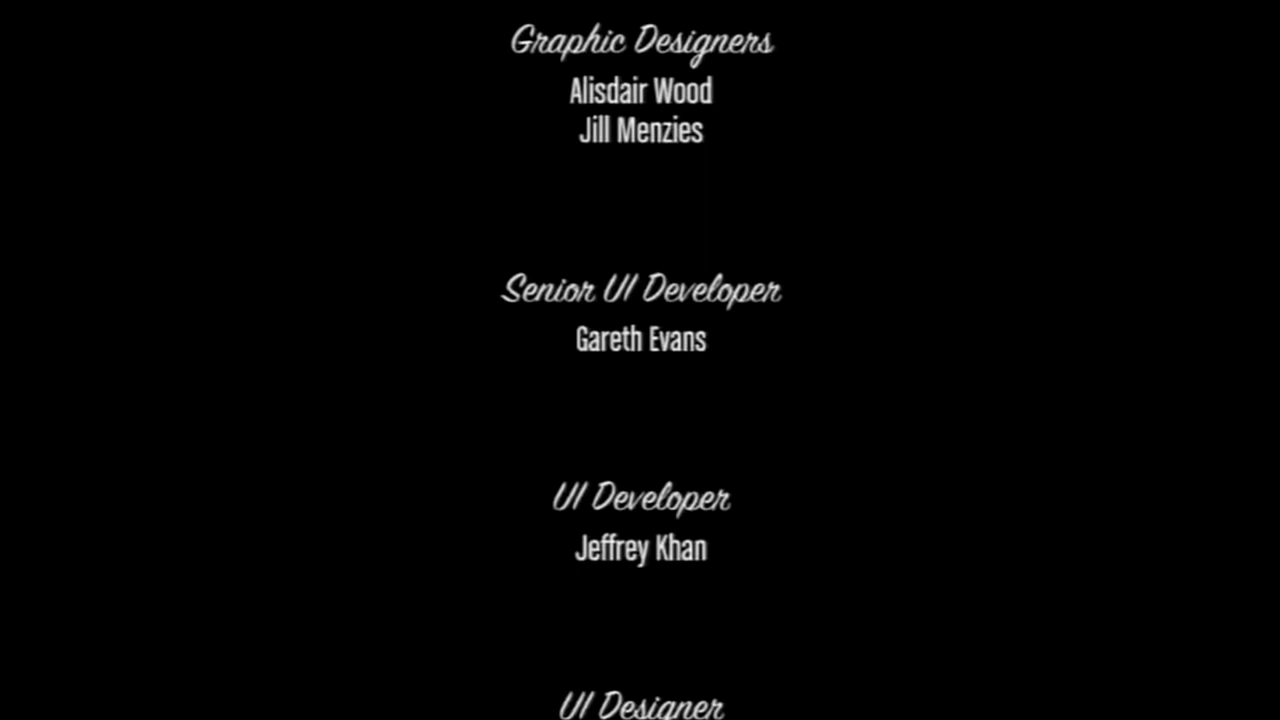 Graphic Designers
Alisdair Wood
Jill Menzies
Senior UI Developer
Gareth Evans
UI Developer
Jeffrey Khan
UI Designer